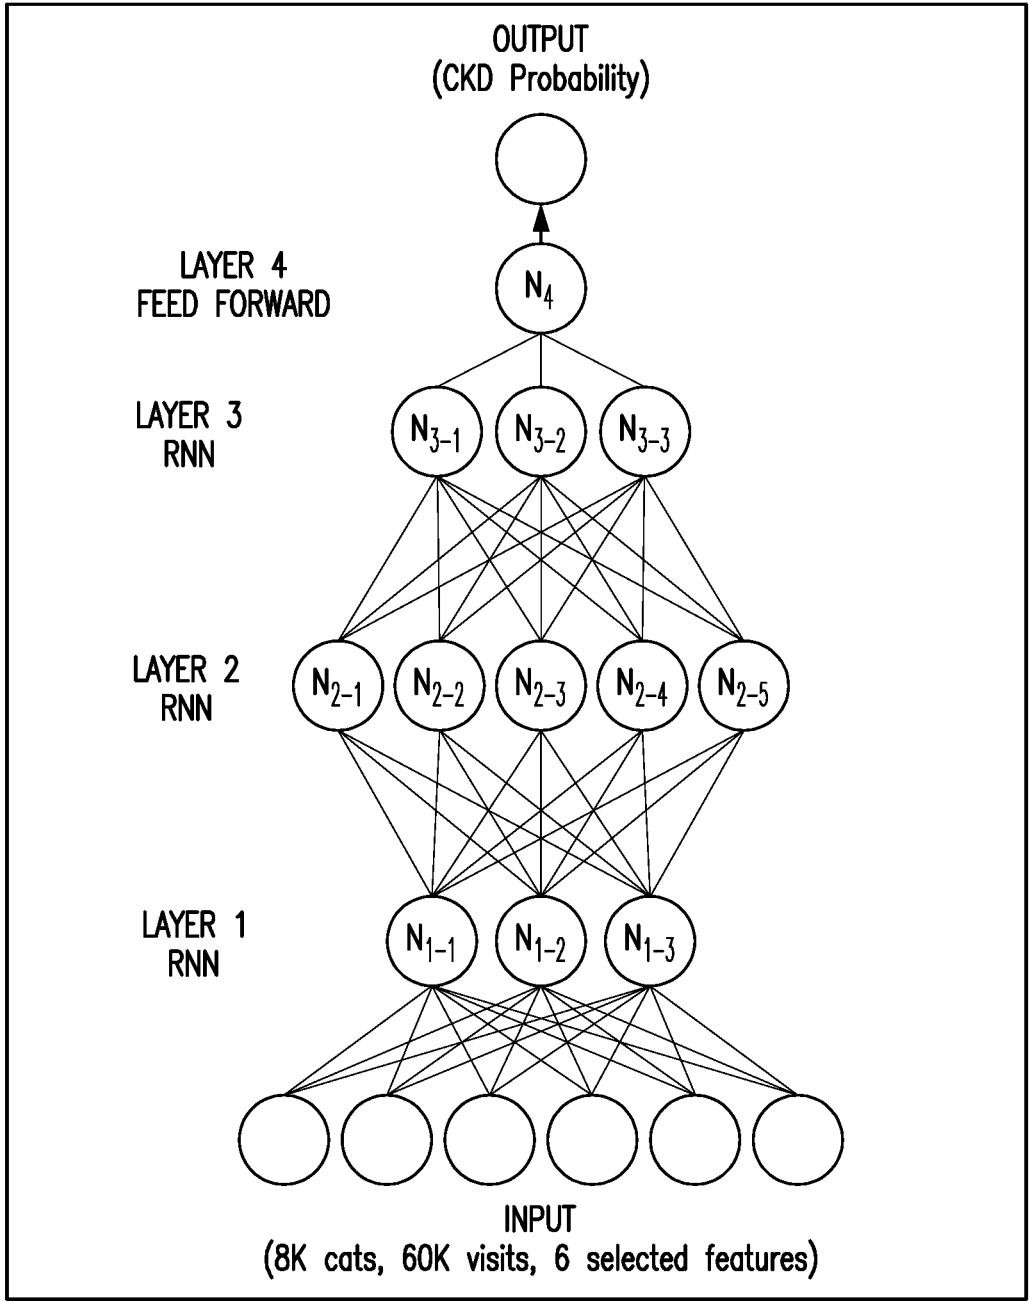 OUTPUT
(CKD Probability)
LAYER 4
FEED FORWARD
N4
LAYER 3
RNN
N3-1 N3-2 N3-3
LAYER 2
RNN
N2-1 N2-2 N2-3 N2-4 N2-5
LAYER 1
RNN
N1-1 N1-2 N1-3
INPUT
(8K cats, 60K visits, 6 selected features)